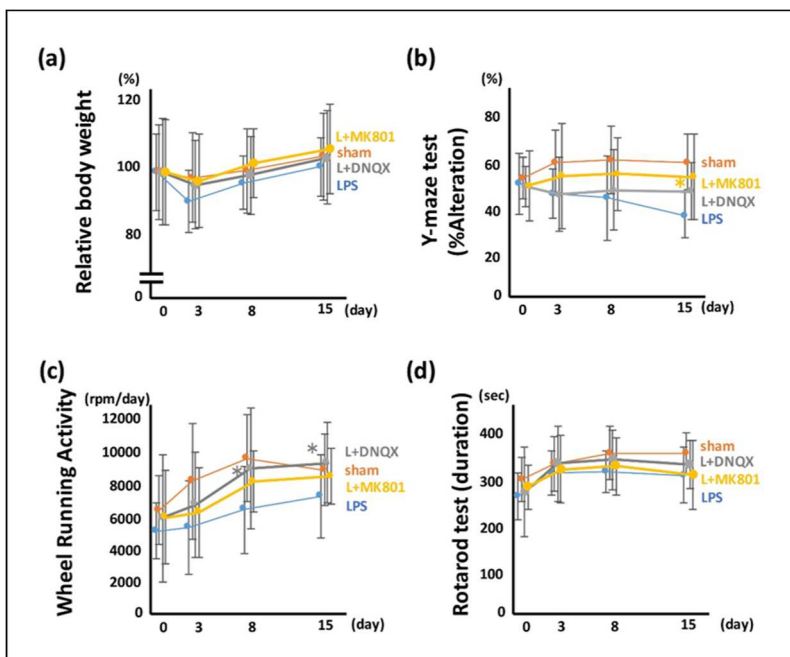 (a)
(%)
120
100
80
0
Relative body weight
L+MK801
sham
L+DNQX
LPS
0 3 8 15 (day)
(b)
(%)
80
60
40
20
0
Y-maze test
(%Alteration)
sham
*
L+MK801
L+DNQX
LPS
0 3 8 15 (day)
(c)
(rpm/day)
12000
10000
8000
6000
4000
2000
0
Wheel Running Activity
*
*
L+DNQX
sham
L+MK801
LPS
0 3 8 15 (day)
(d)
(sec)
400
300
200
100
0
Rotarod test (duration)
sham
L+DNQX
L+MK801
LPS
0 3 8 15 (day)